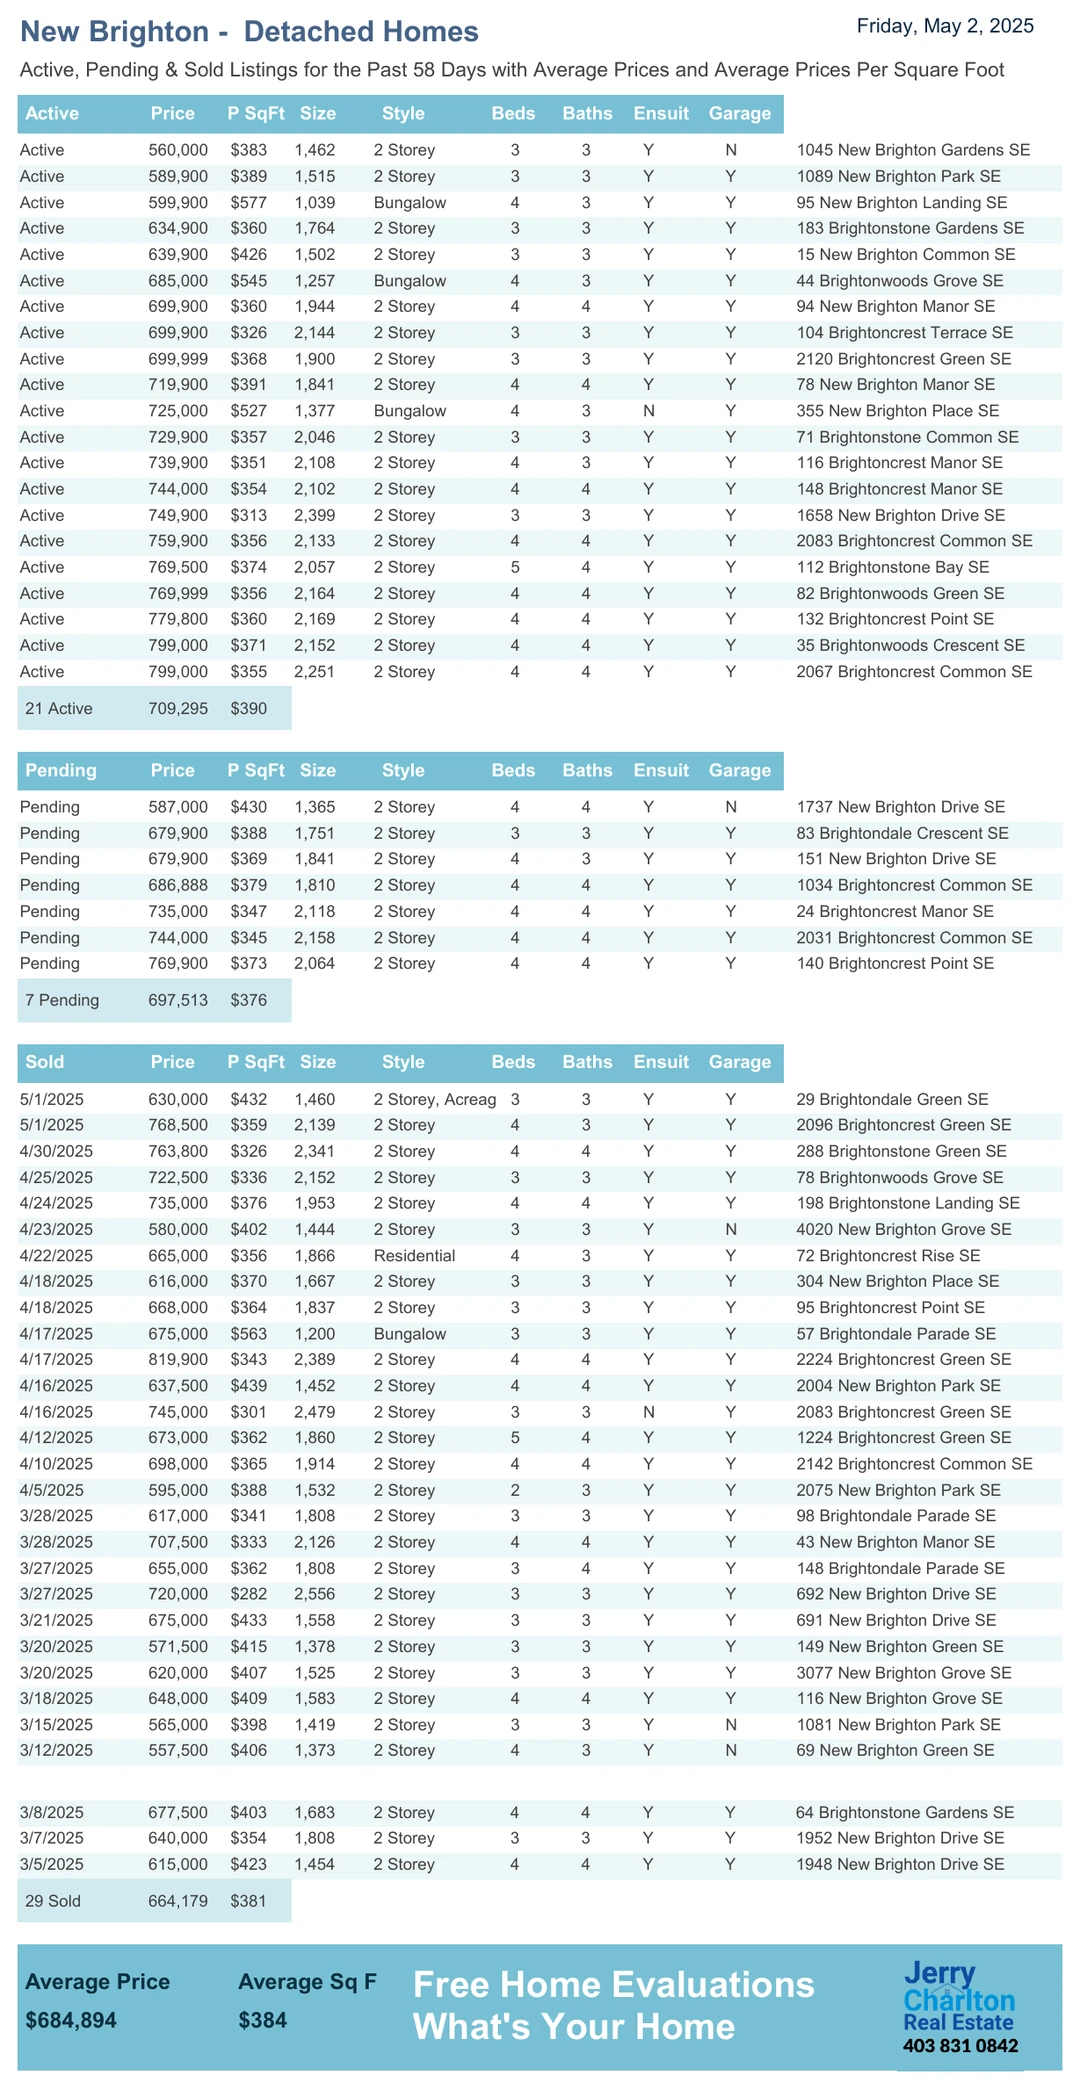 New Brighton - Detached Homes
Friday, May 2, 2025
Active, Pending & Sold Listings for the Past 58 Days with Average Prices and Average Prices Per Square Foot
Active Price P SqFt Size Style Beds Baths Ensuit Garage
Active 560,000 $383 1,462 2 Storey 3 3 Y N 1045 New Brighton Gardens SE
Active 589,900 $389 1,515 2 Storey 3 3 Y Y 1089 New Brighton Park SE
Active 599,900 $577 1,039 Bungalow 4 3 Y Y 95 New Brighton Landing SE
Active 634,900 $360 1,764 2 Storey 3 3 Y Y 183 Brightonstone Gardens SE
Active 639,900 $426 1,502 2 Storey 3 3 Y Y 15 New Brighton Common SE
Active 685,000 $545 1,257 Bungalow 4 3 Y Y 44 Brightonwoods Grove SE
Active 699,900 $360 1,944 2 Storey 4 4 Y Y 94 New Brighton Manor SE
Active 699,900 $326 2,144 2 Storey 3 3 Y Y 104 Brightoncrest Terrace SE
Active 699,999 $368 1,900 2 Storey 3 3 Y Y 2120 Brightoncrest Green SE
Active 719,900 $391 1,841 2 Storey 4 4 Y Y 78 New Brighton Manor SE
Active 725,000 $527 1,377 Bungalow 4 3 N Y 355 New Brighton Place SE
Active 729,900 $357 2,046 2 Storey 3 3 Y Y 71 Brightonstone Common SE
Active 739,900 $351 2,108 2 Storey 4 3 Y Y 116 Brightoncrest Manor SE
Active 744,000 $354 2,102 2 Storey 4 4 Y Y 148 Brightoncrest Manor SE
Active 749,900 $313 2,399 2 Storey 3 3 Y Y 1658 New Brighton Drive SE
Active 759,900 $356 2,133 2 Storey 4 4 Y Y 2083 Brightoncrest Common SE
Active 769,500 $374 2,057 2 Storey 5 4 Y Y 112 Brightonstone Bay SE
Active 769,999 $356 2,164 2 Storey 4 4 Y Y 82 Brightonwoods Green SE
Active 779,800 $360 2,169 2 Storey 4 4 Y Y 132 Brightoncrest Point SE
Active 799,000 $371 2,152 2 Storey 4 4 Y Y 35 Brightonwoods Crescent SE
Active 799,000 $355 2,251 2 Storey 4 4 Y Y 2067 Brightoncrest Common SE
21 Active 709,295 $390
Pending Price P SqFt Size Style Beds Baths Ensuit Garage
Pending 587,000 $430 1,365 2 Storey 4 4 Y N 1737 New Brighton Drive SE
Pending 679,900 $388 1,751 2 Storey 3 3 Y Y 83 Brightondale Crescent SE
Pending 679,900 $369 1,841 2 Storey 4 3 Y Y 151 New Brighton Drive SE
Pending 686,888 $379 1,810 2 Storey 4 4 Y Y 1034 Brightoncrest Common SE
Pending 735,000 $347 2,118 2 Storey 4 4 Y Y 24 Brightoncrest Manor SE
Pending 744,000 $345 2,158 2 Storey 4 4 Y Y 2031 Brightoncrest Common SE
Pending 769,900 $373 2,064 2 Storey 4 4 Y Y 140 Brightoncrest Point SE
7 Pending 697,513 $376
Sold Price P SqFt Size Style Beds Baths Ensuit Garage
5/1/2025 630,000 $432 1,460 2 Storey, Acreag 3 3 Y Y 29 Brightondale Green SE
5/1/2025 768,500 $359 2,139 2 Storey 4 3 Y Y 2096 Brightoncrest Green SE
4/30/2025 763,800 $326 2,341 2 Storey 4 4 Y Y 288 Brightonstone Green SE
4/25/2025 722,500 $336 2,152 2 Storey 3 3 Y Y 78 Brightonwoods Grove SE
4/24/2025 735,000 $376 1,953 2 Storey 4 4 Y Y 198 Brightonstone Landing SE
4/23/2025 580,000 $402 1,444 2 Storey 3 3 Y N 4020 New Brighton Grove SE
4/22/2025 665,000 $356 1,866 Residential 4 3 Y Y 72 Brightoncrest Rise SE
4/18/2025 616,000 $370 1,667 2 Storey 3 3 Y Y 304 New Brighton Place SE
4/18/2025 668,000 $364 1,837 2 Storey 3 3 Y Y 95 Brightoncrest Point SE
4/17/2025 675,000 $563 1,200 Bungalow 3 3 Y Y 57 Brightondale Parade SE
4/17/2025 819,900 $343 2,389 2 Storey 4 4 Y Y 2224 Brightoncrest Green SE
4/16/2025 637,500 $439 1,452 2 Storey 4 4 Y Y 2004 New Brighton Park SE
4/16/2025 745,000 $301 2,479 2 Storey 3 3 N Y 2083 Brightoncrest Green SE
4/12/2025 673,000 $362 1,860 2 Storey 5 4 Y Y 1224 Brightoncrest Green SE
4/10/2025 698,000 $365 1,914 2 Storey 4 4 Y Y 2142 Brightoncrest Common SE
4/5/2025 595,000 $388 1,532 2 Storey 2 3 Y Y 2075 New Brighton Park SE
3/28/2025 617,000 $341 1,808 2 Storey 3 3 Y Y 98 Brightondale Parade SE
3/28/2025 707,500 $333 2,126 2 Storey 4 4 Y Y 43 New Brighton Manor SE
3/27/2025 655,000 $362 1,808 2 Storey 3 4 Y Y 148 Brightondale Parade SE
3/27/2025 720,000 $282 2,556 2 Storey 3 3 Y Y 692 New Brighton Drive SE
3/21/2025 675,000 $433 1,558 2 Storey 3 3 Y Y 691 New Brighton Drive SE
3/20/2025 571,500 $415 1,378 2 Storey 3 3 Y Y 149 New Brighton Green SE
3/20/2025 620,000 $407 1,525 2 Storey 3 3 Y Y 3077 New Brighton Grove SE
3/18/2025 648,000 $409 1,583 2 Storey 4 4 Y Y 116 New Brighton Grove SE
3/15/2025 565,000 $398 1,419 2 Storey 3 3 Y N 1081 New Brighton Park SE
3/12/2025 557,500 $406 1,373 2 Storey 4 3 Y N 69 New Brighton Green SE
3/8/2025 677,500 $403 1,683 2 Storey 4 4 Y Y 64 Brightonstone Gardens SE
3/7/2025 640,000 $354 1,808 2 Storey 3 3 Y Y 1952 New Brighton Drive SE
3/5/2025 615,000 $423 1,454 2 Storey 4 4 Y Y 1948 New Brighton Drive SE
29 Sold 664,179 $381
Average Price Average Sq F
$684,894 $384
Free Home Evaluations
What's Your Home
Jerry
Charlton
Real Estate
403 831 0842